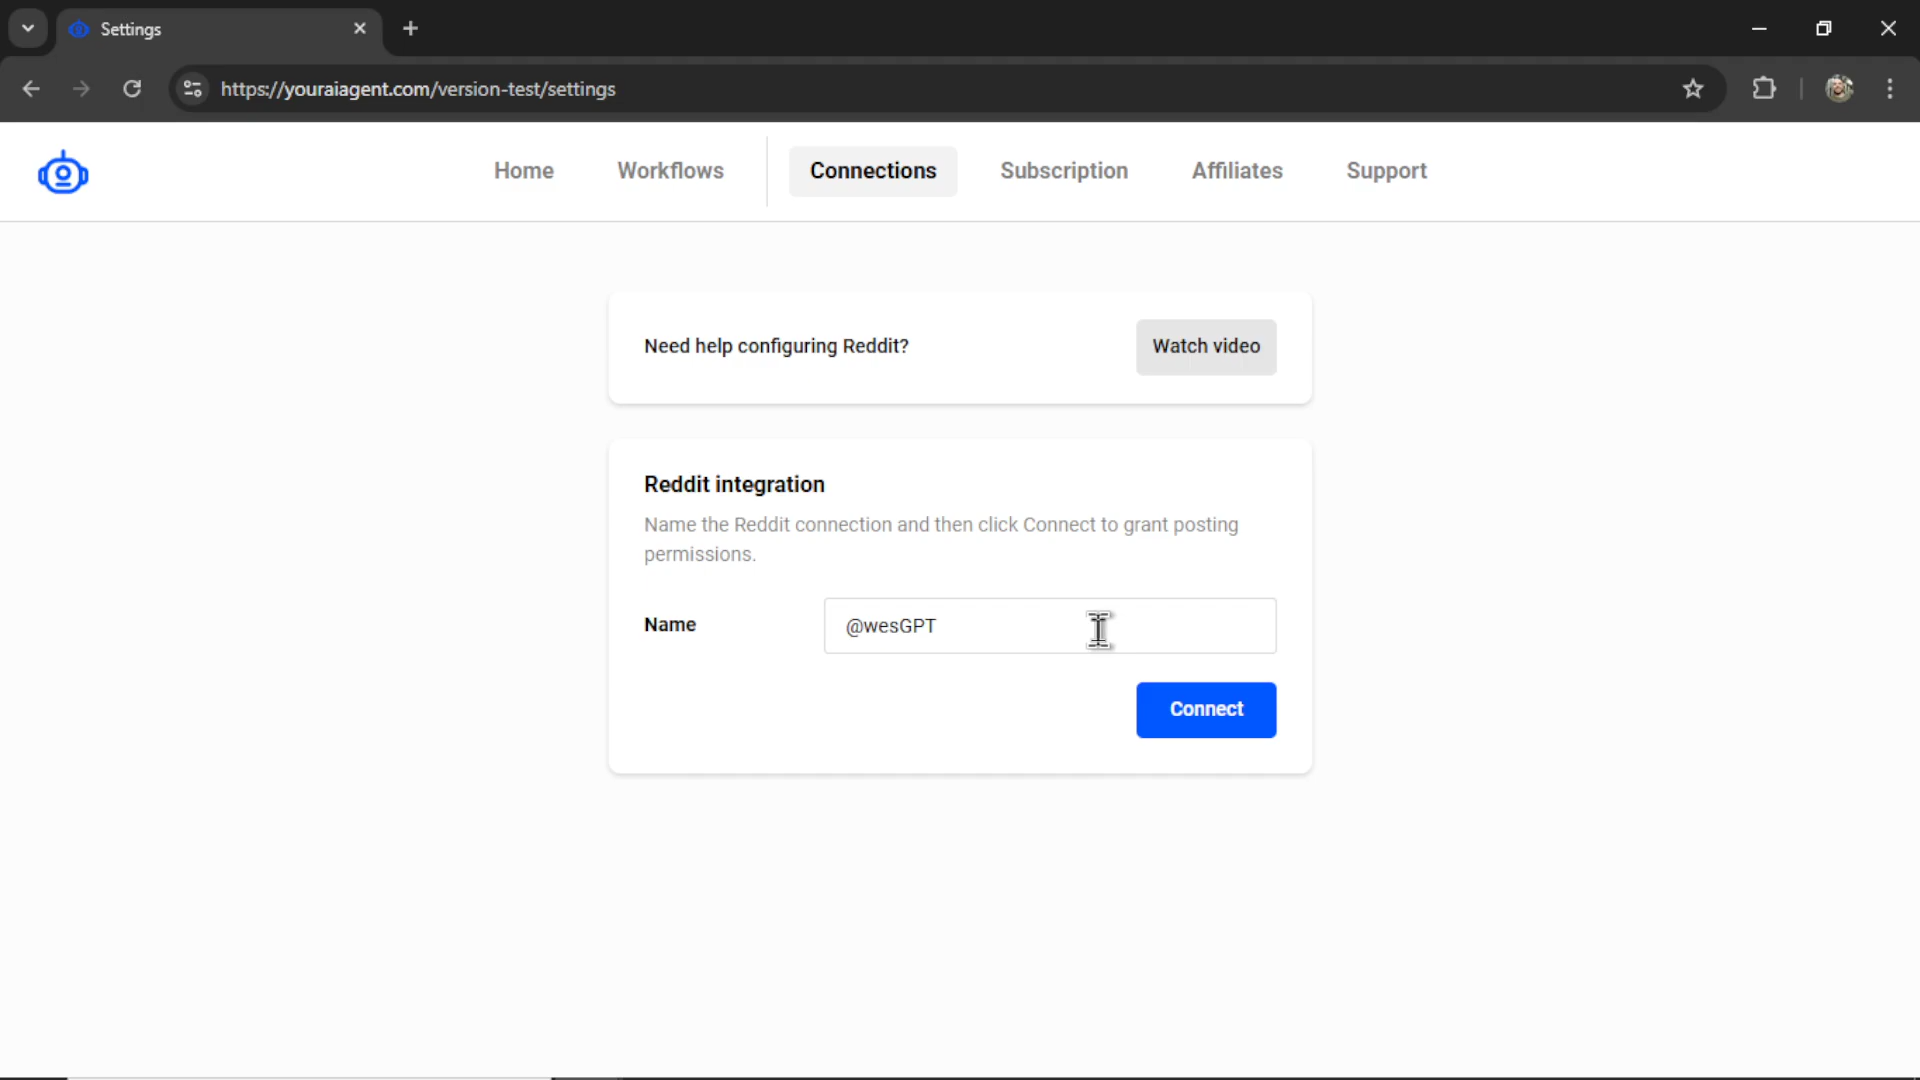 Settings
https://youraiagent.com/version-test/settings
Home Workflows Connections Subscription Affiliates Support
Need help configuring Reddit? Watch video
Reddit integration
Name the Reddit connection and then click Connect to grant posting
permissions.
Name @wesGPT
Connect